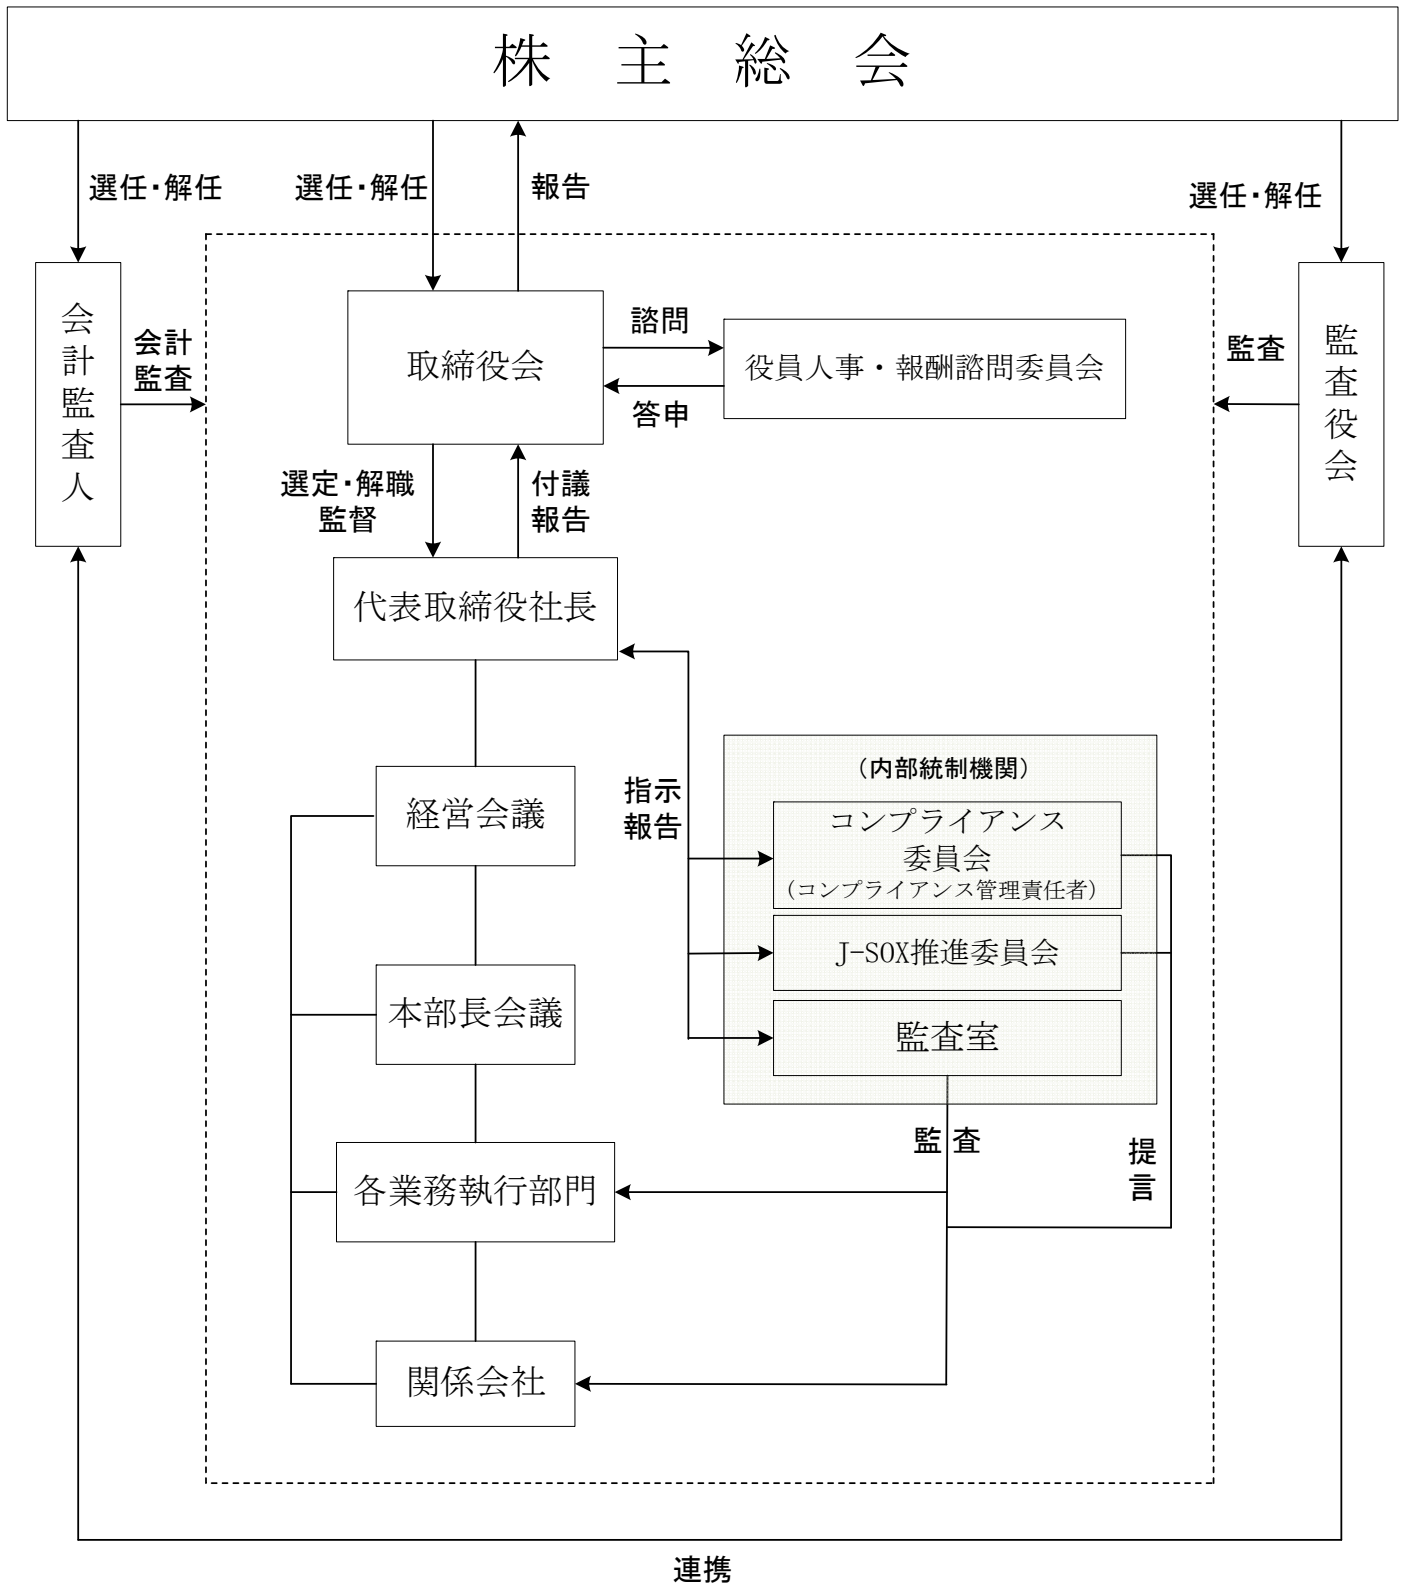 株主総会
選任・解任
選任・解任
報告
選任・解任
会計監査人
会計
監査
取締役会
諮問
答申
役員人事・報酬諮問委員会
監査
監査役会
選定・解職
監督
付議
報告
代表取締役社長
指示
報告
（内部統制機関）
コンプライアンス
委員会
（コンプライアンス管理責任者）
J-SOX推進委員会
監査室
経営会議
本部長会議
監査
提言
各業務執行部門
関係会社
連携